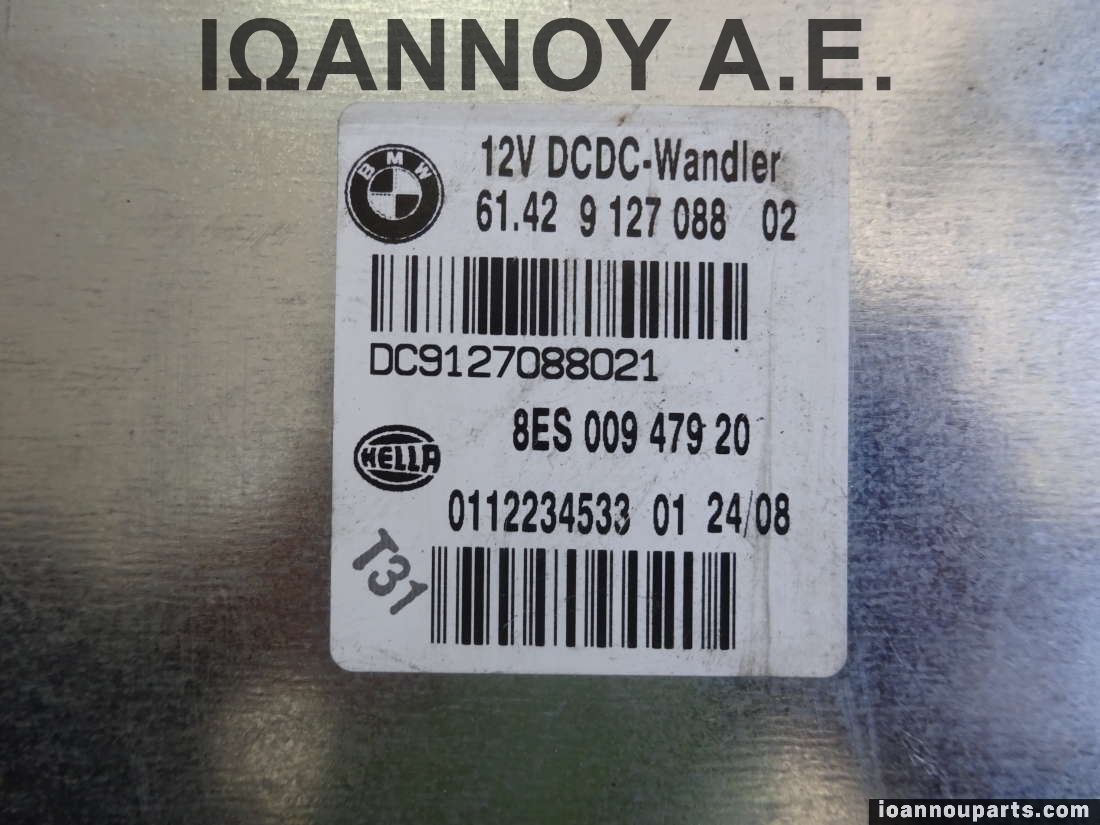 ΙΩΑΝΝΟΥ Α.Ε.
BMW
12V DCDC-Wandler
61.42 9 127 088 02
DC9127088021
8ES 009 479 20
HELLA
0112234533 01 24/08
T31
ioannouparts.com